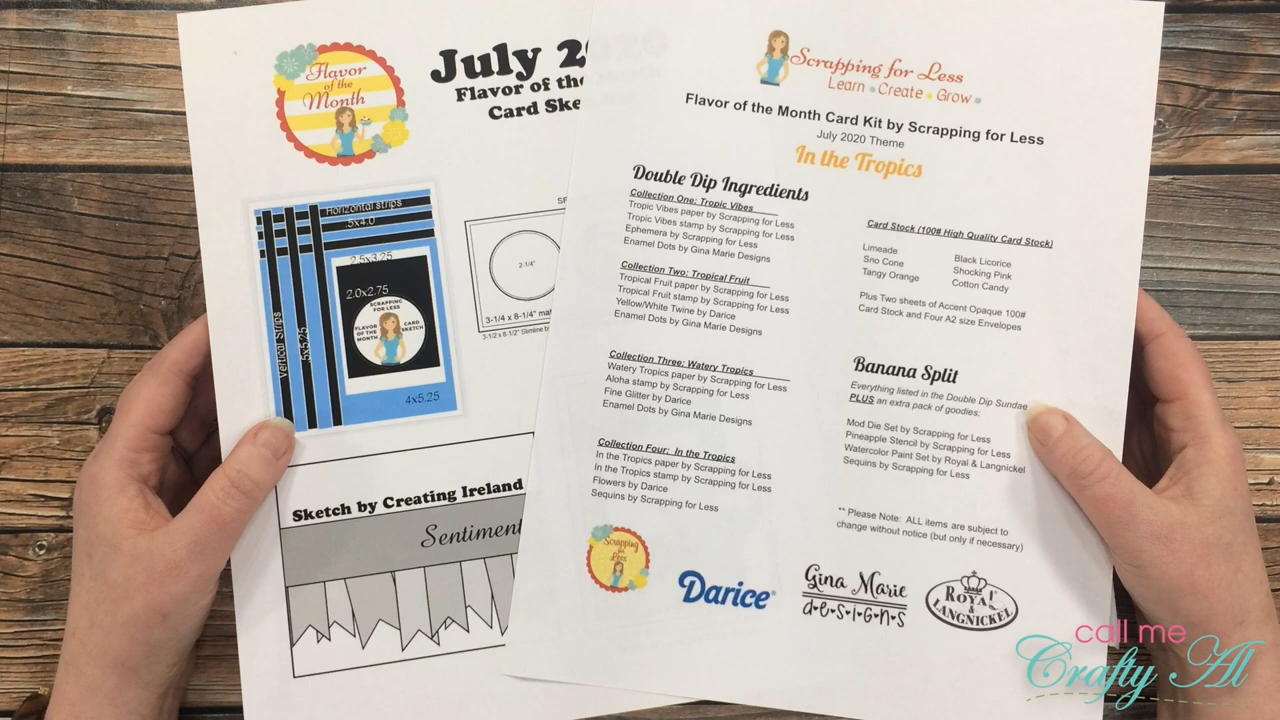 Flavor
of the
Month
July 2
Flavor of the
Card Ske
Horizontal strips
.5x4.0
2.5x3.25
2.0x2.75
SCRAPPING
FOR LESS
FLAVOR
OF THE
MONTH
CARD
SKETCH
Vertical Strips
.5x5.25
4x5.25
2-1/4"
3-1/4 x 8-1/4" mat
3-1/2 x 8-1/2" Slimline
Sketch by Creating Ireland
Sentiment
Scrapping for Less
Learn Create Grow
Flavor of the Month Card Kit by Scrapping for Less
July 2020 Theme
In the Tropics
Double Dip Ingredients
Collection One: Tropic Vibes
Tropic Vibes paper by Scrapping for Less
Tropic Vibes stamp by Scrapping for Less
Ephemera by Scrapping for Less
Enamel Dots by Gina Marie Designs
Collection Two: Tropical Fruit
Tropical Fruit paper by Scrapping for Less
Tropical Fruit stamp by Scrapping for Less
Yellow/White Twine by Darice
Enamel Dots by Gina Marie Designs
Collection Three: Watery Tropics
Watery Tropics paper by Scrapping for Less
Aloha stamp by Scrapping for Less
Fine Glitter by Darice
Enamel Dots by Gina Marie Designs
Collection Four: In the Tropics
In the Tropics paper by Scrapping for Less
In the Tropics stamp by Scrapping for Less
Flowers by Darice
Sequins by Scrapping for Less
Card Stock (100# High Quality Card Stock)
Limeade
Sno Cone
Tangy Orange
Black Licorice
Shocking Pink
Cotton Candy
Plus Two sheets of Accent Opaque 100#
Card Stock and Four A2 size Envelopes
Banana Split
Everything listed in the Double Dip Sundae
PLUS an extra pack of goodies:
Mod Die Set by Scrapping for Less
Pineapple Stencil by Scrapping for Less
Watercolor Paint Set by Royal & Langnickel
Sequins by Scrapping for Less
** Please Note: ALL items are subject to
change without notice (but only if necessary)
Scrapping
for
Less
Darice
Gina Marie
designs
ROYAL &
LANGNICKEL
call me
Crafty Al